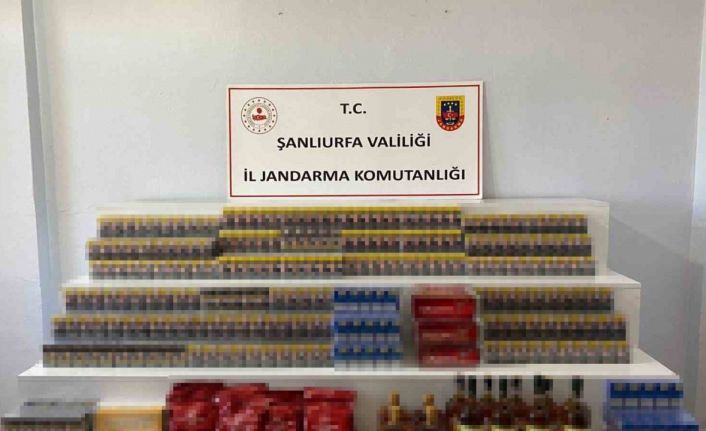 T.C.
ŞANLIURFA VALİLİĞİ
İL JANDARMA KOMUTANLIĞI